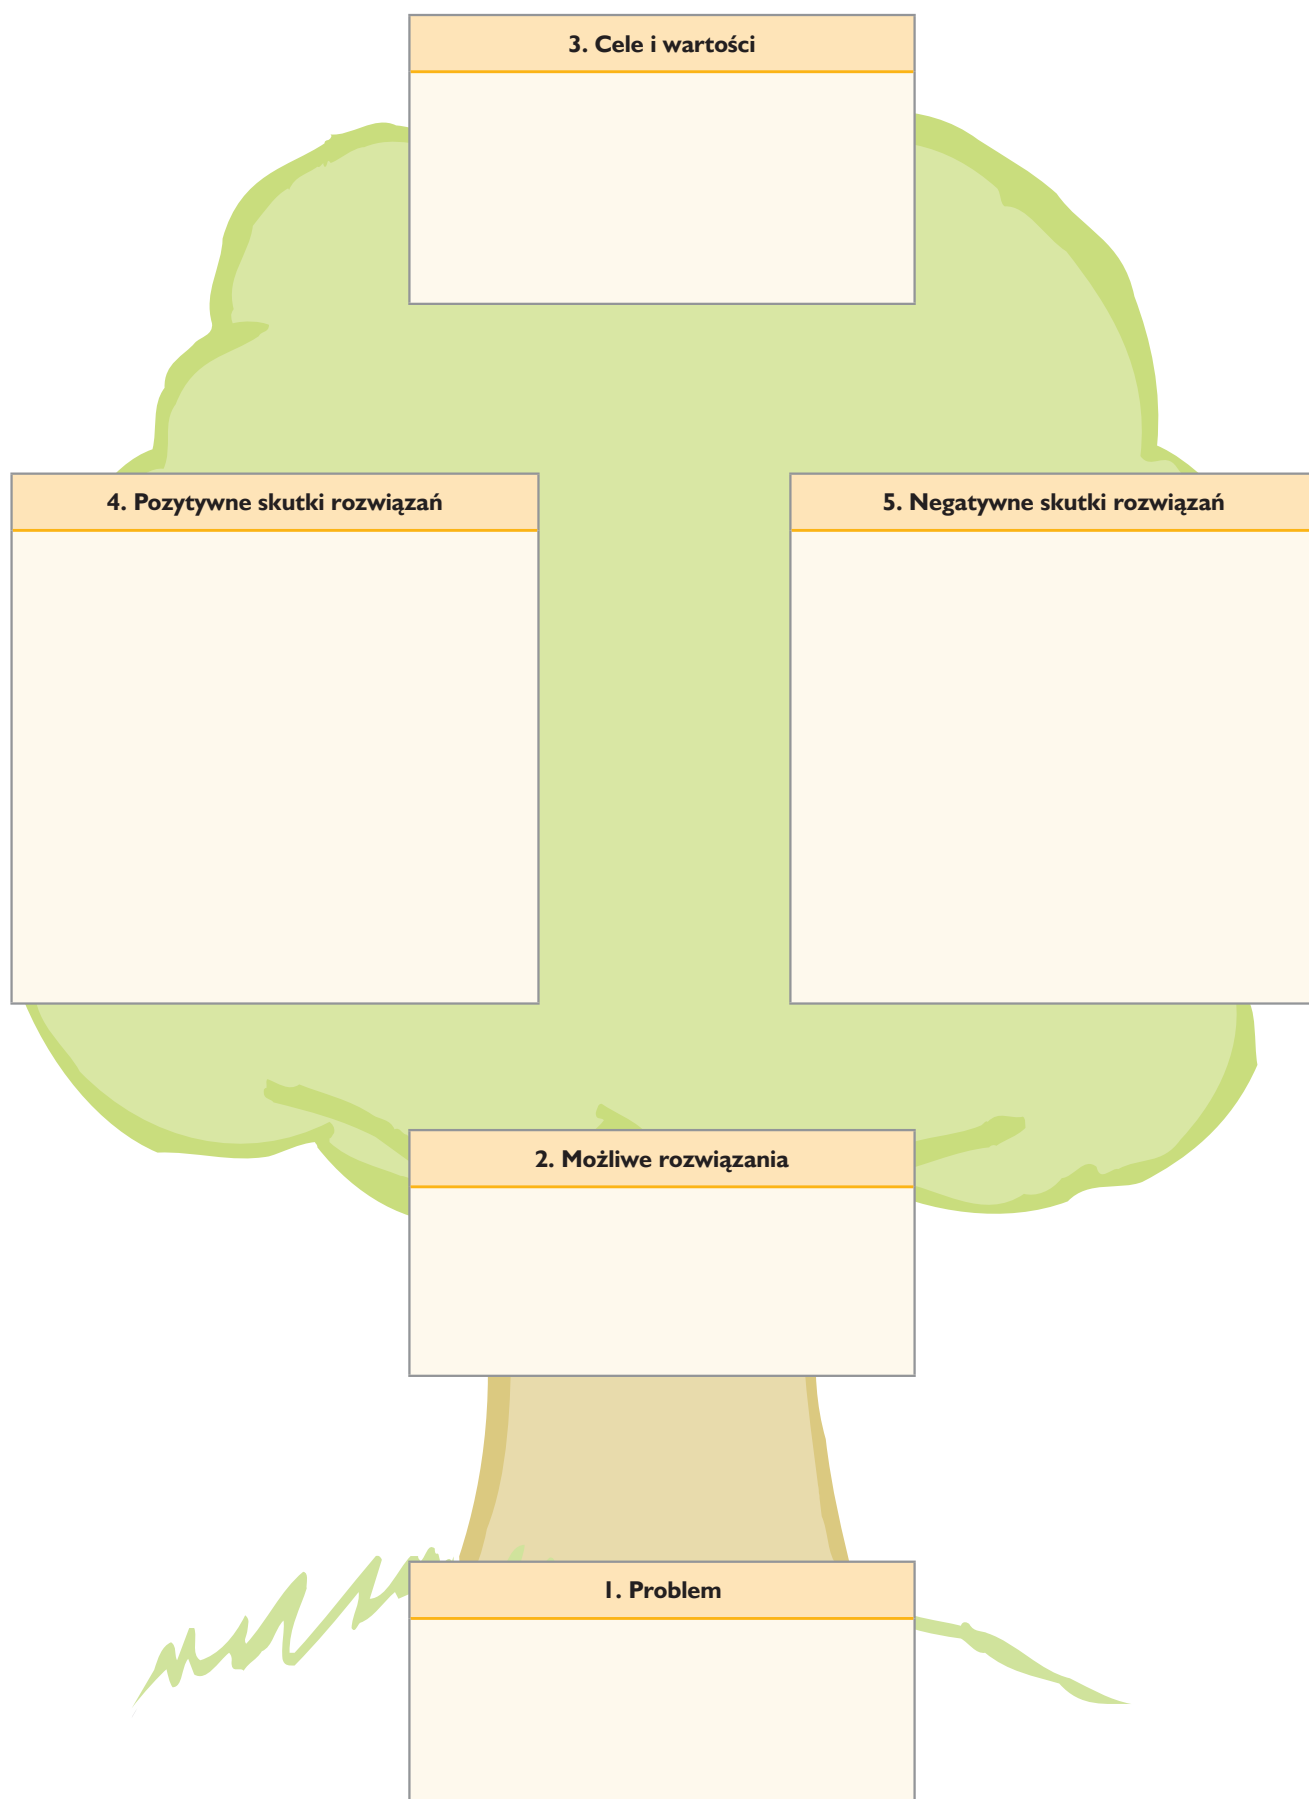 3. Cele i wartości
4. Pozytywne skutki rozwiązań
5. Negatywne skutki rozwiązań
2. Możliwe rozwiązania
1. Problem